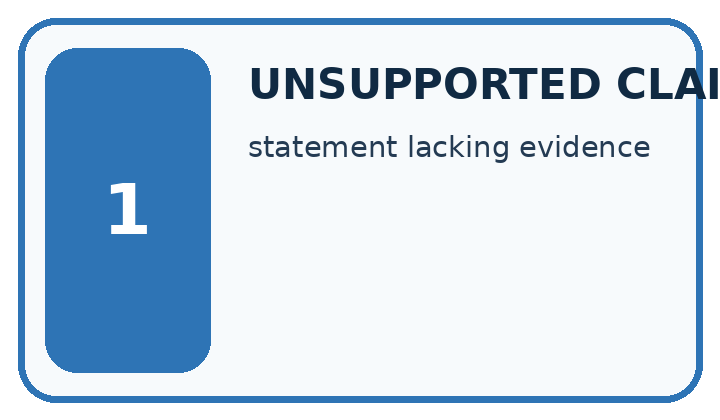 1
UNSUPPORTED CLAI
statement lacking evidence